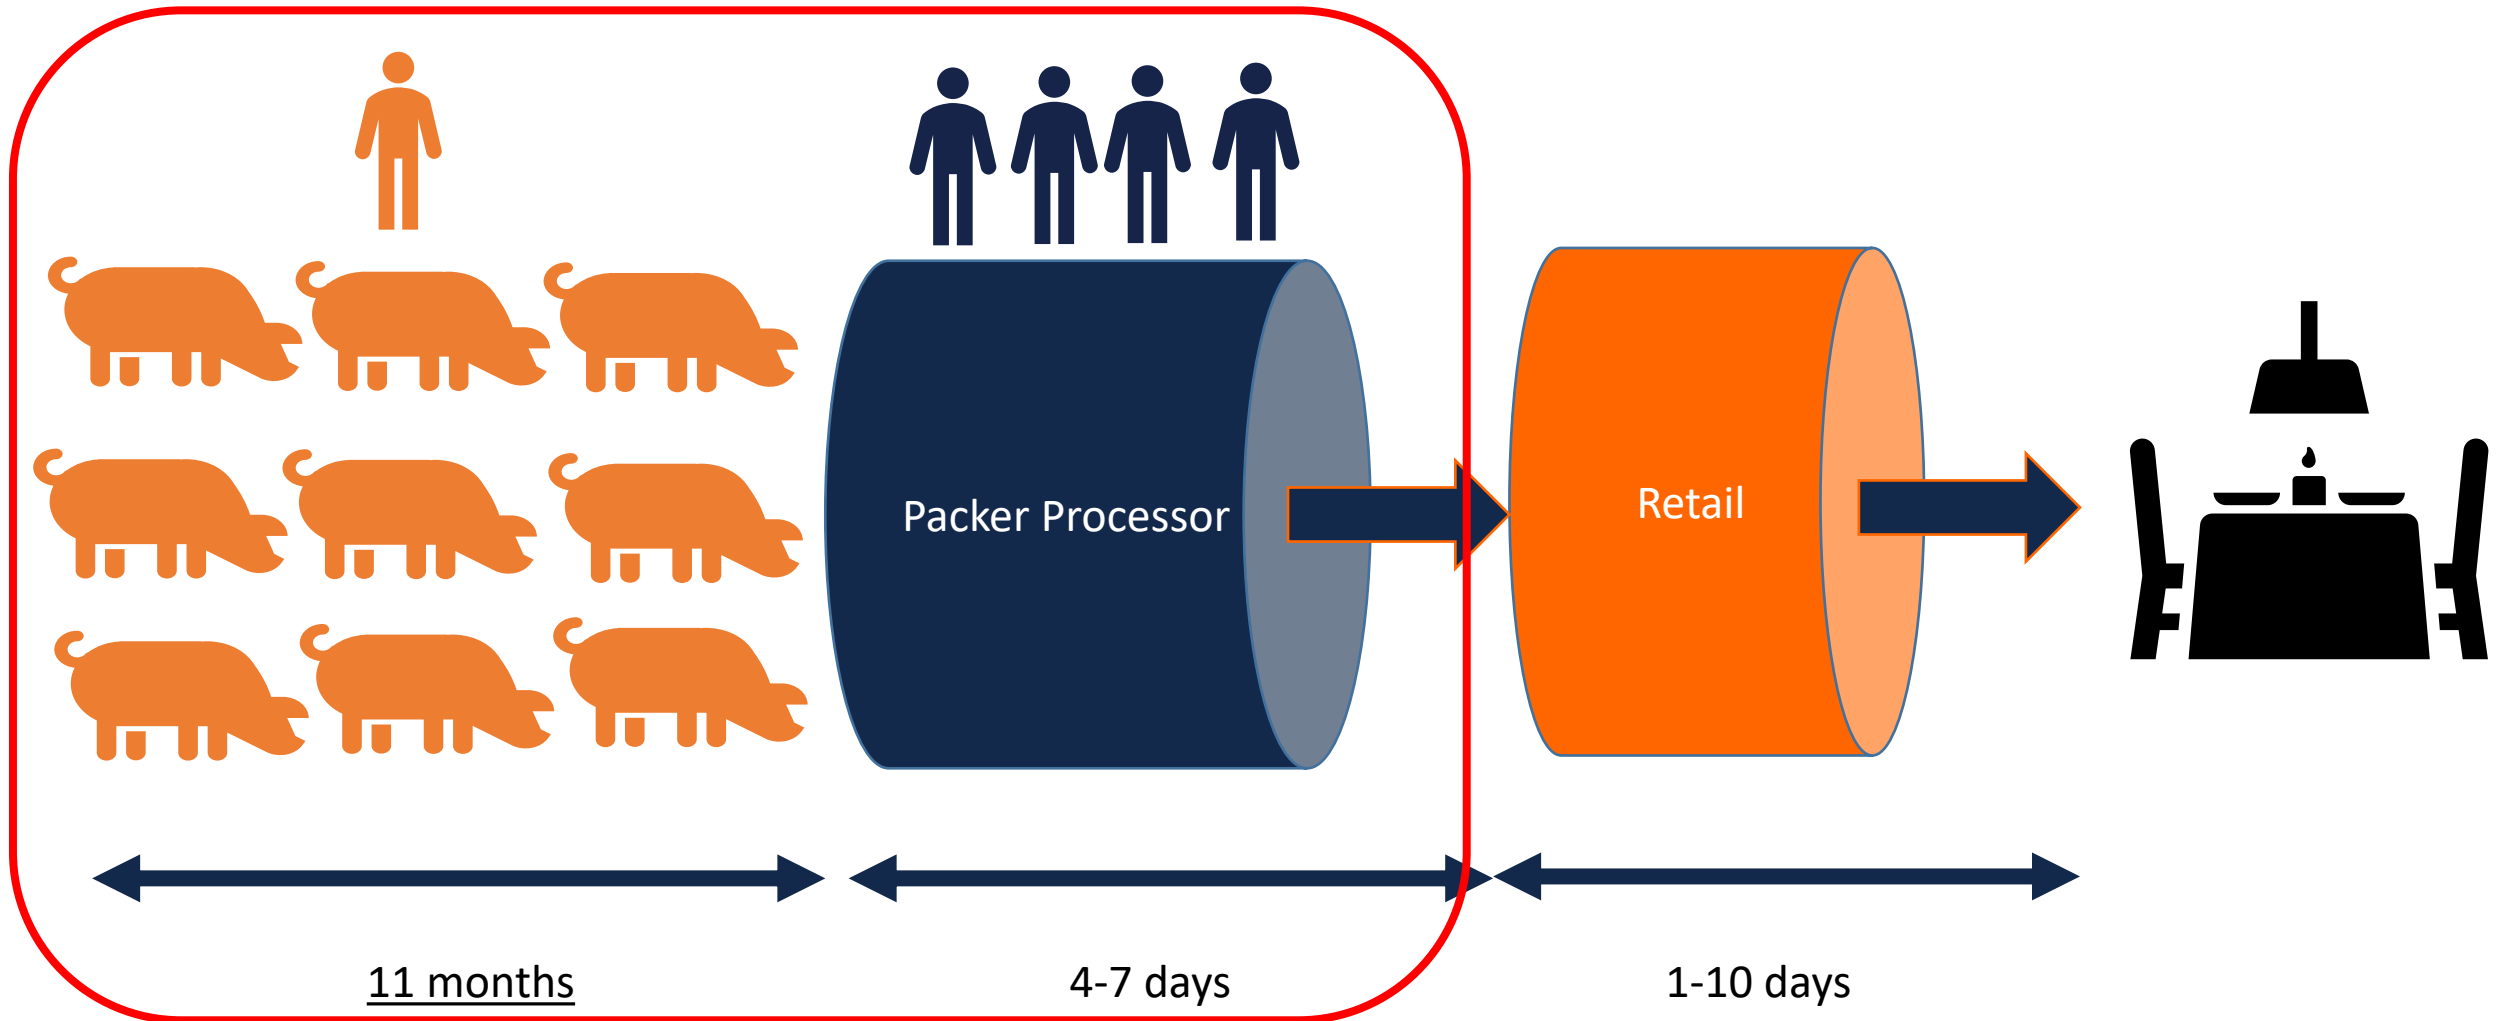 Packer Processor
Retail
11 months
4-7 days
1-10 days